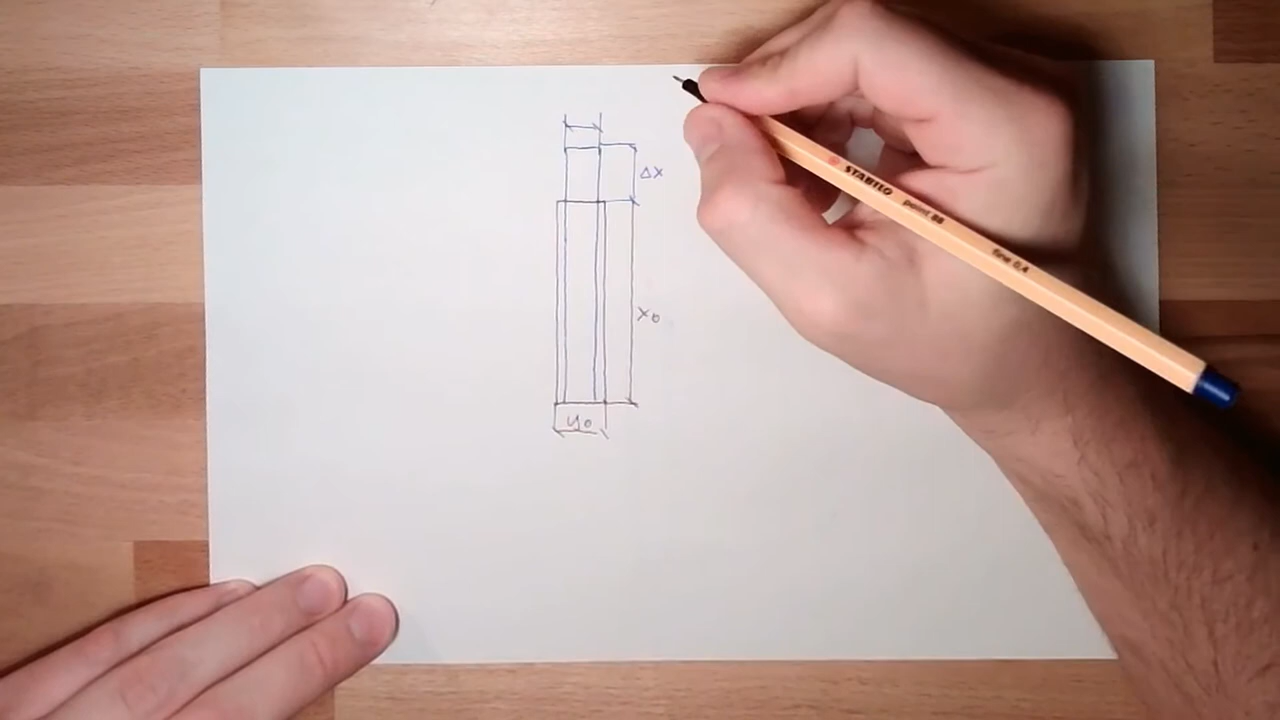 Δx
x₀
y₀
STABILO point 88 fine 0,4